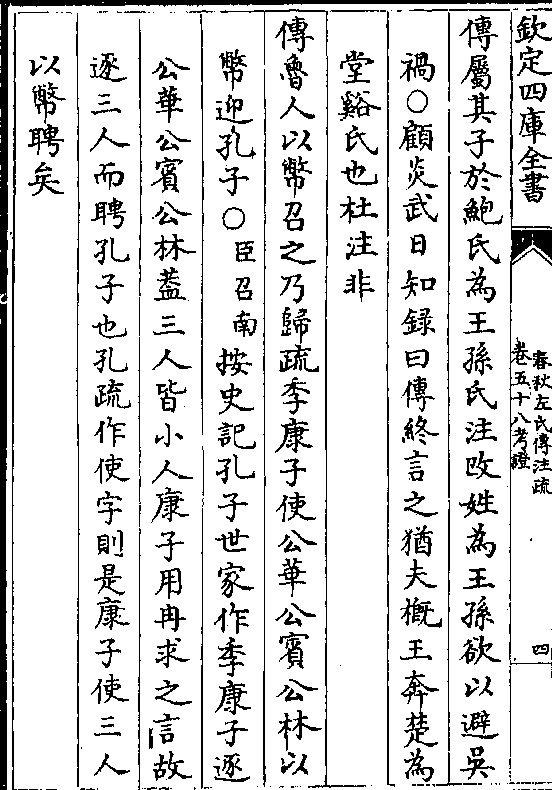 欽定四庫全書
春秋左氏傳注疏
卷五十八考證
四
傳屬其子於鮑氏為王孫氏注改姓為王孫欲以避吳
禍○顧炎武日知錄曰傳終言之猶夫概王奔楚為
堂谿氏也杜注非
傳魯人以幣召之乃歸疏季康子使公華公賓公林以
幣迎孔子○臣召南按史記孔子世家作季康子逐
公華公賓公林葢三人皆小人康子用冉求之言故
逐三人而聘孔子也孔疏作使字則是康子使三人
以幣聘矣